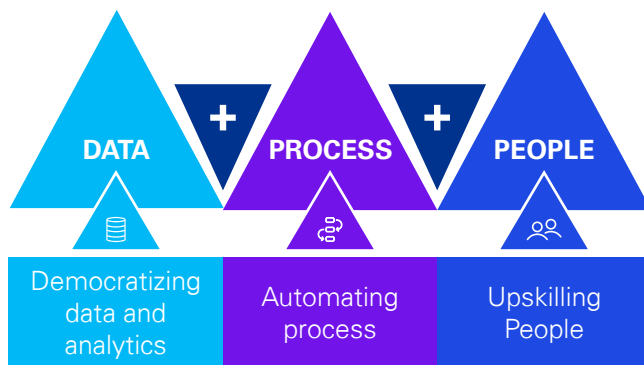 DATA
+
PROCESS
+
PEOPLE
Democratizing
data and
analytics
Automating
process
Upskilling
People